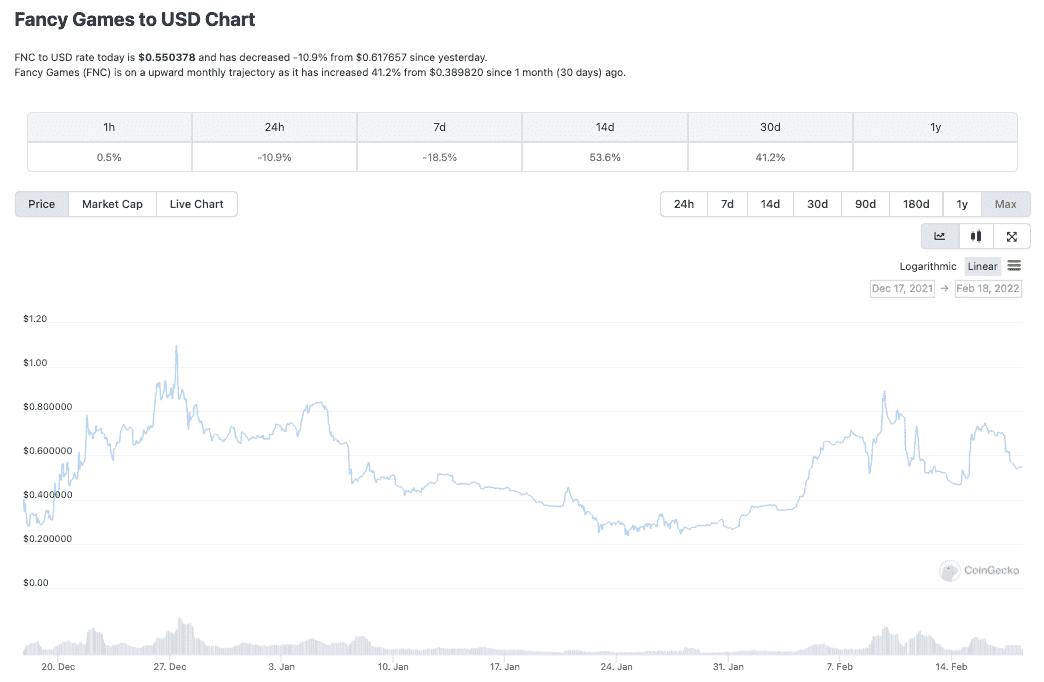 Fancy Games to USD Chart
FNC to USD rate today is $0.550378 and has decreased -10.9% from $0.617657 since yesterday.
Fancy Games (FNC) is on a upward monthly trajectory as it has increased 41.2% from $0.389820 since 1 month (30 days) ago.
1h 24h 7d 14d 30d 1y
0.5% -10.9% -18.5% 53.6% 41.2%
Price Market Cap Live Chart 24h 7d 14d 30d 90d 180d 1y Max
Logarithmic Linear
Dec 17, 2021 → Feb 18, 2022
$1.20
$1.00
$0.800000
$0.600000
$0.400000
$0.200000
CoinGecko
$0.00
20. Dec 27. Dec 3. Jan 10. Jan 17. Jan 24. Jan 31. Jan 7. Feb 14. Feb